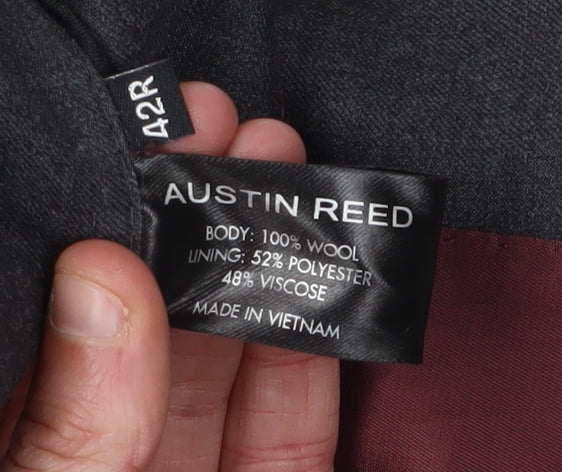 42R
AUSTIN REED
BODY: 100% WOOL
LINING: 52% POLYESTER
48% VISCOSE
MADE IN VIETNAM